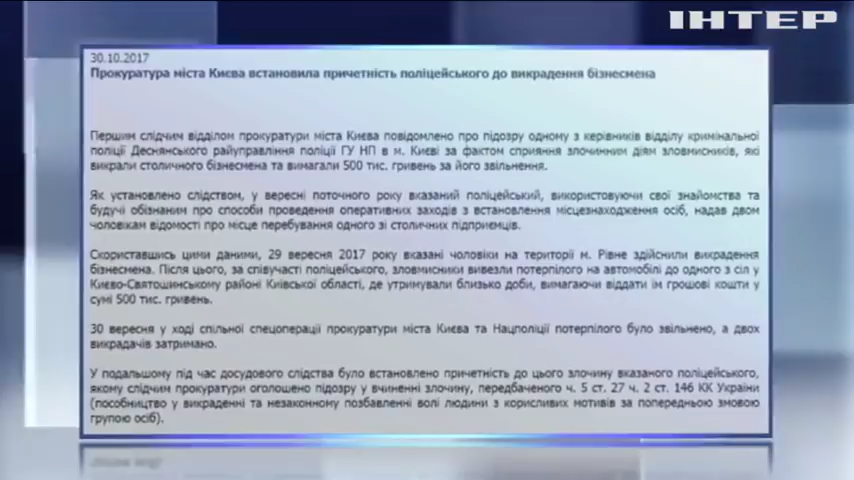 ІНТЕР
30.10.2017
Прокуратура міста Києва встановила причетність поліцейського до викрадення бізнесмена
Першим слідчим відділом прокуратури міста Києва повідомлено про підозру одному з керівників відділу кримінальної
поліції Деснянського райуправління поліції ГУ НП в м. Києві за фактом сприяння злочинним діям зловмисників, які
викрали столичного бізнесмена та вимагали 500 тис. гривень за його звільнення.
Як установлено слідством, у вересні поточного року вказаний поліцейський, використовуючи свої знайомства та
будучі обізнаним про способи проведення оперативних заходів з встановлення місцезнаходження осіб, надав двом
чоловікам відомості про місце перебування одного зі столичних підприємців.
Скориставшись цими даними, 29 вересня 2017 року вказані чоловіки на території м. Рівне здійснили викрадення
бізнесмена. Після цього, за співучасті поліцейського, зловмисники вивезли потерпілого на автомобілі до одного з сіл у
Києво-Святошинському районі Київської області, де утримували близько доби, вимагаючи віддати їм грошові кошти у
сумі 500 тис. гривень.
30 вересня у ході спільної спецоперації прокуратури міста Києва та Нацполіції потерпілого було звільнено, а двох
викрадачів затримано.
У подальшому під час досудового слідства було встановлено причетність до цього злочину вказаного поліцейського,
якому слідчим прокуратури оголошено підозру у вчиненні злочину, передбаченого ч. 5 ст. 27 ч. 2 ст. 146 КК України
(пособництво у викраденні та незаконному позбавленні волі людини з корисливих мотивів за попередньою змовою
групою осіб).